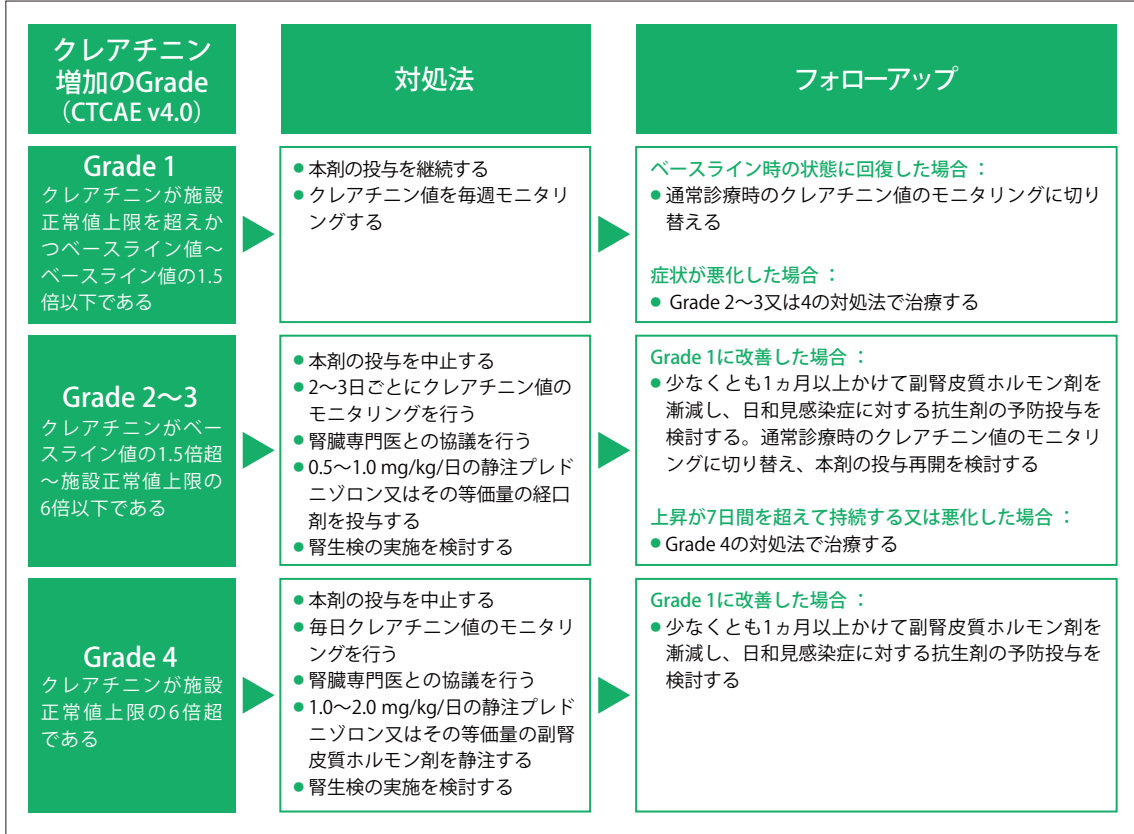 クレアチニン
増加のGrade
（CTCAE v4.0）
対処法
フォローアップ
Grade 1
クレアチニンが施設
正常値上限を超えか
つベースライン値～
ベースライン値の1.5
倍以下である
●本剤の投与を継続する
●クレアチニン値を毎週モニタリ
ングする
ベースライン時の状態に回復した場合：
●通常診療時のクレアチニン値のモニタリングに切り
替える
症状が悪化した場合：
● Grade 2～3又は4の対処法で治療する
Grade 2～3
クレアチニンがベー
スライン値の1.5倍超
～施設正常値上限の
6倍以下である
●本剤の投与を中止する
●2～3日ごとにクレアチニン値の
モニタリングを行う
●腎臓専門医との協議を行う
●0.5～1.0 mg/kg/日の静注プレド
ニゾロン又はその等価量の経口
剤を投与する
●腎生検の実施を検討する
Grade 1に改善した場合：
●少なくとも1ヵ月以上かけて副腎皮質ホルモン剤を
漸減し、日和見感染症に対する抗生剤の予防投与を
検討する。通常診療時のクレアチニン値のモニタリ
ングに切り替え、本剤の投与再開を検討する
上昇が7日間を超えて持続する又は悪化した場合：
●Grade 4の対処法で治療する
Grade 4
クレアチニンが施設
正常値上限の6倍超
である
●本剤の投与を中止する
●毎日クレアチニン値のモニタリ
ングを行う
●腎臓専門医との協議を行う
●1.0～2.0 mg/kg/日の静注プレド
ニゾロン又はその等価量の副腎
皮質ホルモン剤を静注する
●腎生検の実施を検討する
Grade 1に改善した場合：
●少なくとも1ヵ月以上かけて副腎皮質ホルモン剤を
漸減し、日和見感染症に対する抗生剤の予防投与を
検討する